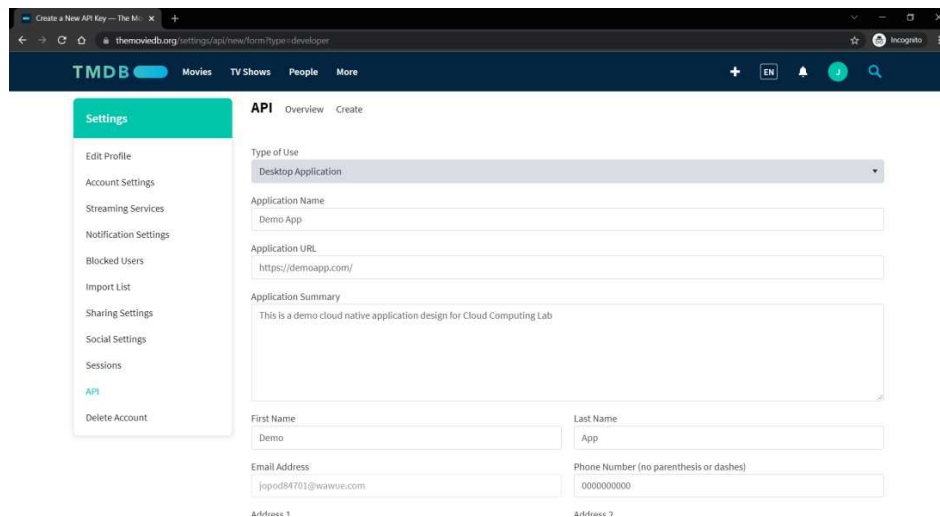 Create a New API Key — The Mo
themoviedb.org/settings/api/new/form?type=developer
Incognito
TMDB Movies TV Shows People More
EN J
Settings
Edit Profile
Account Settings
Streaming Services
Notification Settings
Blocked Users
Import List
Sharing Settings
Social Settings
Sessions
API
Delete Account
API Overview Create
Type of Use
Desktop Application
Application Name
Demo App
Application URL
https://demoapp.com/
Application Summary
This is a demo cloud native application design for Cloud Computing Lab
First Name Last Name
Demo App
Email Address Phone Number (no parenthesis or dashes)
jopod84701@wawue.com 0000000000
Address 1 Address 2